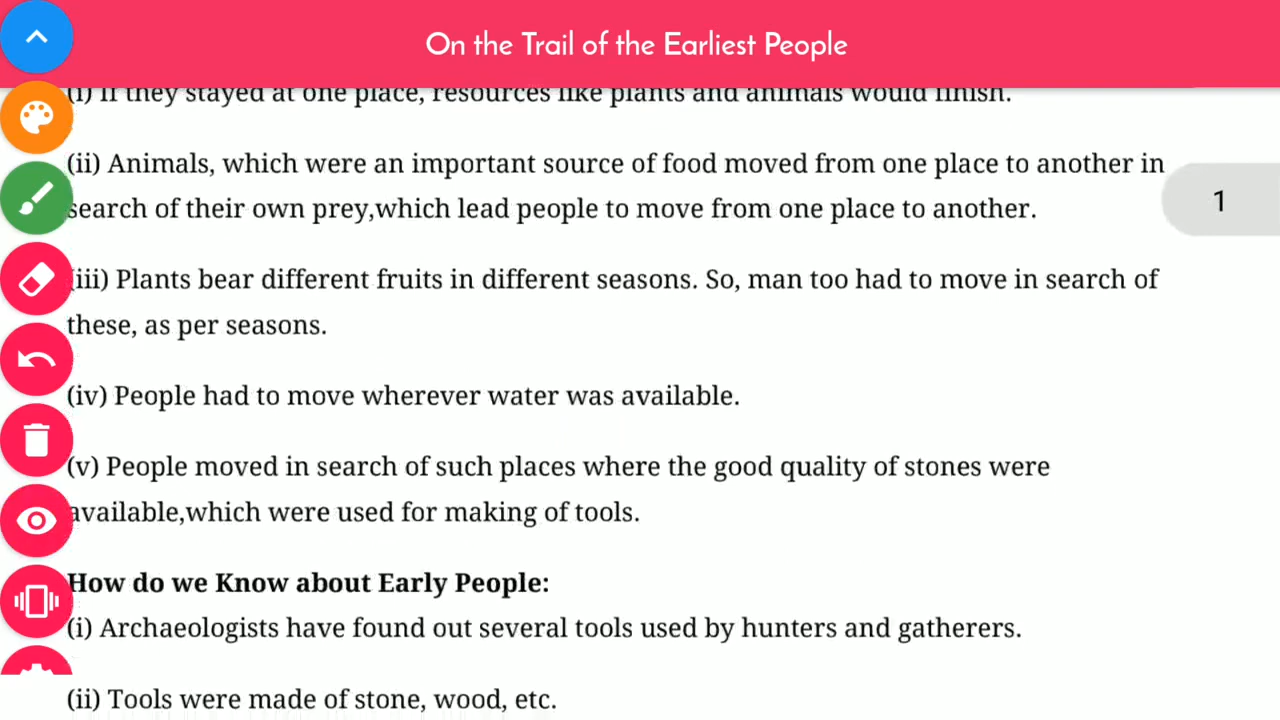 On the Trail of the Earliest People
(i) If they stayed at one place, resources like plants and animals would finish.
(ii) Animals, which were an important source of food moved from one place to another in
search of their own prey,which lead people to move from one place to another.
1
(iii) Plants bear different fruits in different seasons. So, man too had to move in search of
these, as per seasons.
(iv) People had to move wherever water was available.
(v) People moved in search of such places where the good quality of stones were
available,which were used for making of tools.
How do we Know about Early People:
(i) Archaeologists have found out several tools used by hunters and gatherers.
(ii) Tools were made of stone, wood, etc.